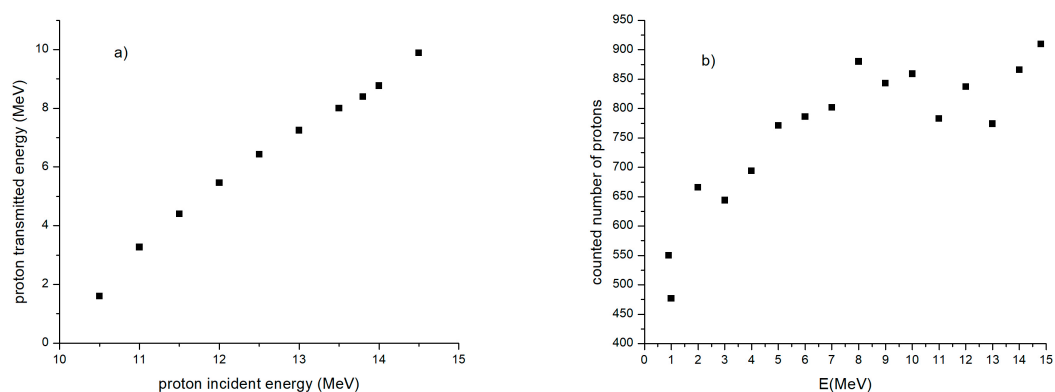 a)
proton transmitted energy (MeV)
10
8
6
4
2
0
10 11 12 13 14 15
proton incident energy (MeV)
b)
counted number of protons
950
900
850
800
750
700
650
600
550
500
450
400
0 1 2 3 4 5 6 7 8 9 10 11 12 13 14 15
E(MeV)